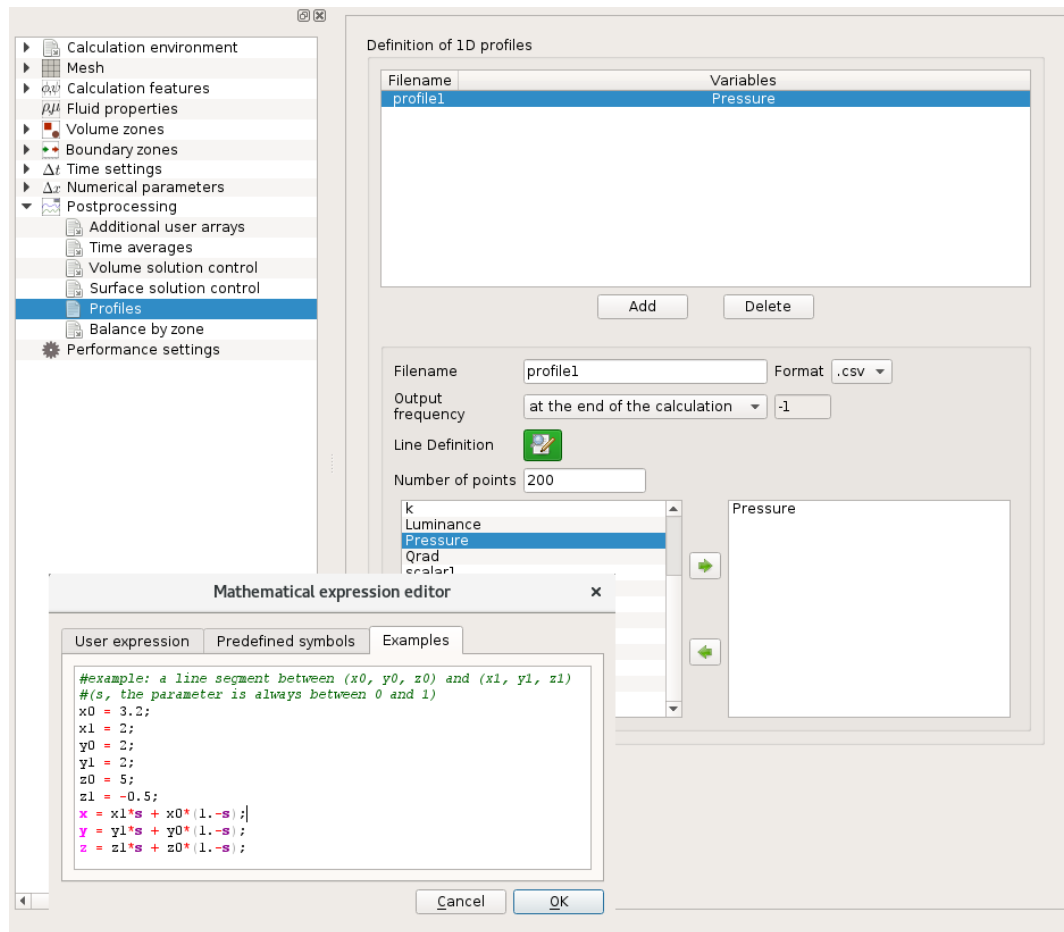 Calculation environment
Mesh
Calculation features
Fluid properties
Volume zones
Boundary zones
Δt Time settings
Δx Numerical parameters
Postprocessing
Additional user arrays
Time averages
Volume solution control
Surface solution control
Profiles
Balance by zone
Performance settings
Definition of 1D profiles
Filename Variables
profile1 Pressure
Add Delete
Filename profile1 Format .csv
Output frequency at the end of the calculation -1
Line Definition
Number of points 200
k
Luminance
Pressure
Qrad
scalar1
Pressure
Mathematical expression editor
User expression Predefined symbols Examples
#example: a line segment between (x0, y0, z0) and (x1, y1, z1)
#(s, the parameter is always between 0 and 1)
x0 = 3.2;
x1 = 2;
y0 = 2;
y1 = 2;
z0 = 5;
z1 = -0.5;
x = x1*s + x0*(1.-s);
y = y1*s + y0*(1.-s);
z = z1*s + z0*(1.-s);
Cancel OK